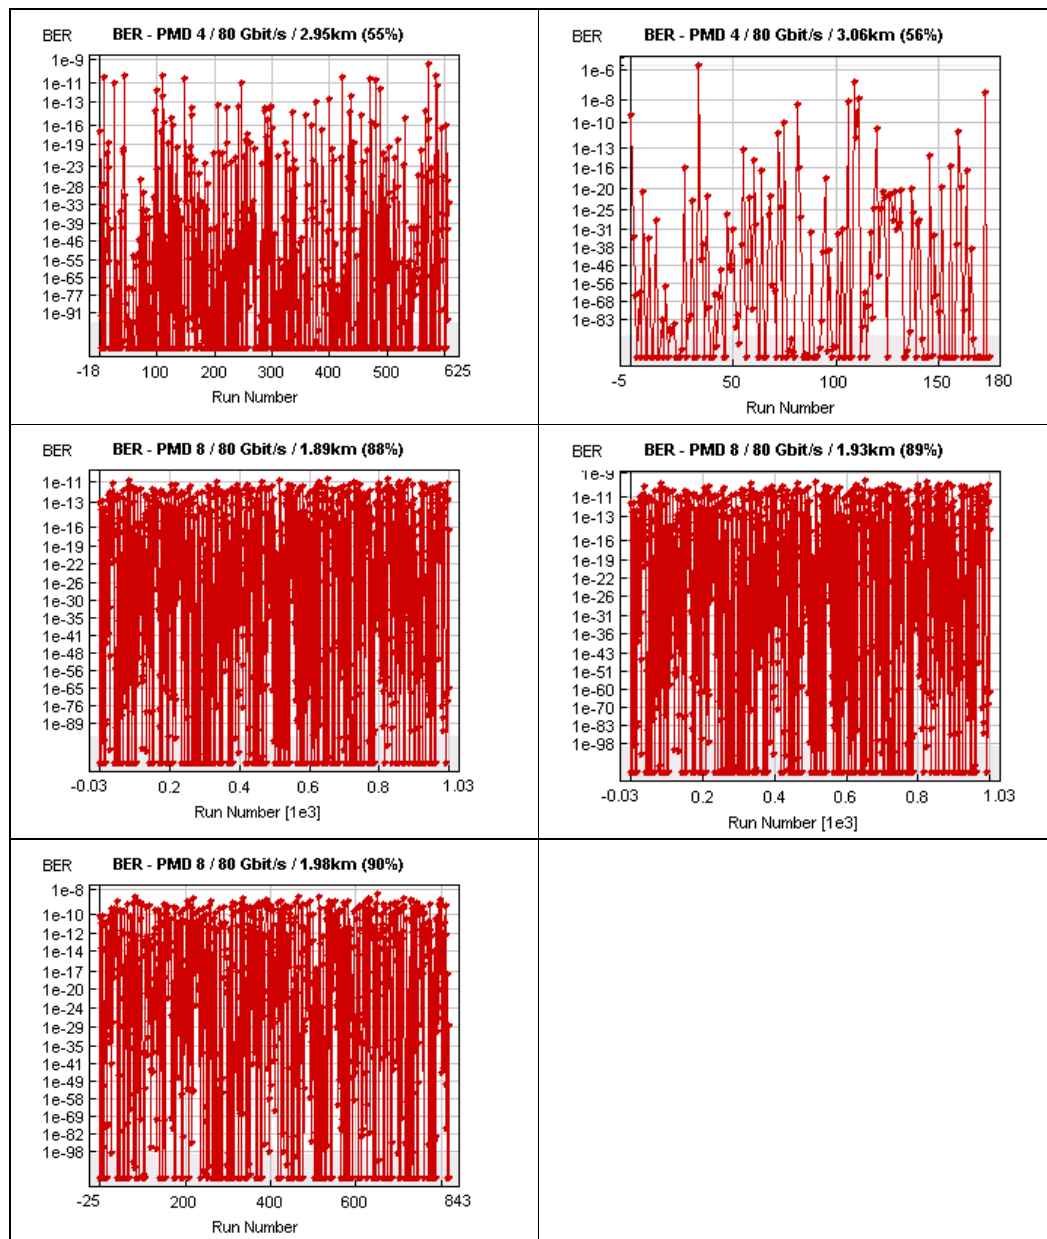 BER BER - PMD 4 / 80 Gbit/s / 2.95km (55%)
1e-9
1e-11
1e-13
1e-16
1e-19
1e-23
1e-28
1e-33
1e-39
1e-46
1e-55
1e-65
1e-77
1e-91
-18 100 200 300 400 500 625
Run Number
BER BER - PMD 4 / 80 Gbit/s / 3.06km (56%)
1e-6
1e-8
1e-10
1e-13
1e-16
1e-20
1e-25
1e-31
1e-38
1e-46
1e-56
1e-68
1e-83
-5 50 100 150 180
Run Number
BER BER - PMD 8 / 80 Gbit/s / 1.89km (88%)
1e-11
1e-13
1e-16
1e-19
1e-22
1e-26
1e-30
1e-35
1e-41
1e-48
1e-56
1e-65
1e-76
1e-89
-0.03 0.2 0.4 0.6 0.8 1.03
Run Number [1e3]
BER BER - PMD 8 / 80 Gbit/s / 1.93km (89%)
1e-9
1e-11
1e-13
1e-16
1e-19
1e-22
1e-26
1e-31
1e-36
1e-43
1e-51
1e-60
1e-70
1e-83
1e-98
-0.03 0.2 0.4 0.6 0.8 1.03
Run Number [1e3]
BER BER - PMD 8 / 80 Gbit/s / 1.98km (90%)
1e-8
1e-10
1e-12
1e-14
1e-17
1e-20
1e-24
1e-29
1e-35
1e-41
1e-49
1e-58
1e-69
1e-82
1e-98
-25 200 400 600 843
Run Number